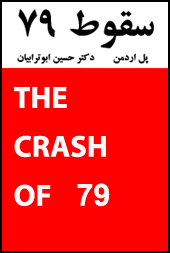 سقوط ۷۹
پل اردمن دکتر حسین ابوترابیان
THE
CRASH
OF 79